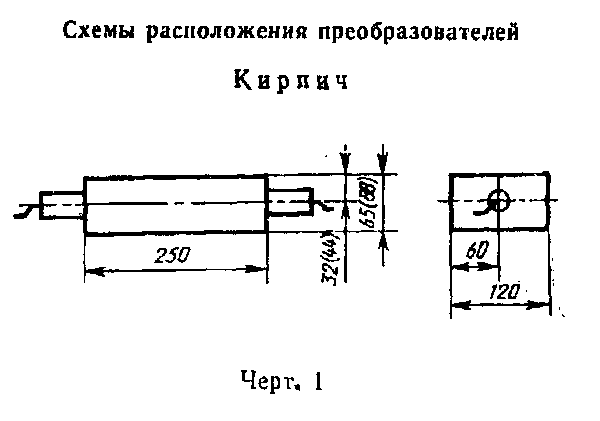 Схемы расположения преобразователей
Кирпич
250
32(44)
65(88)
60
120
Черт. 1